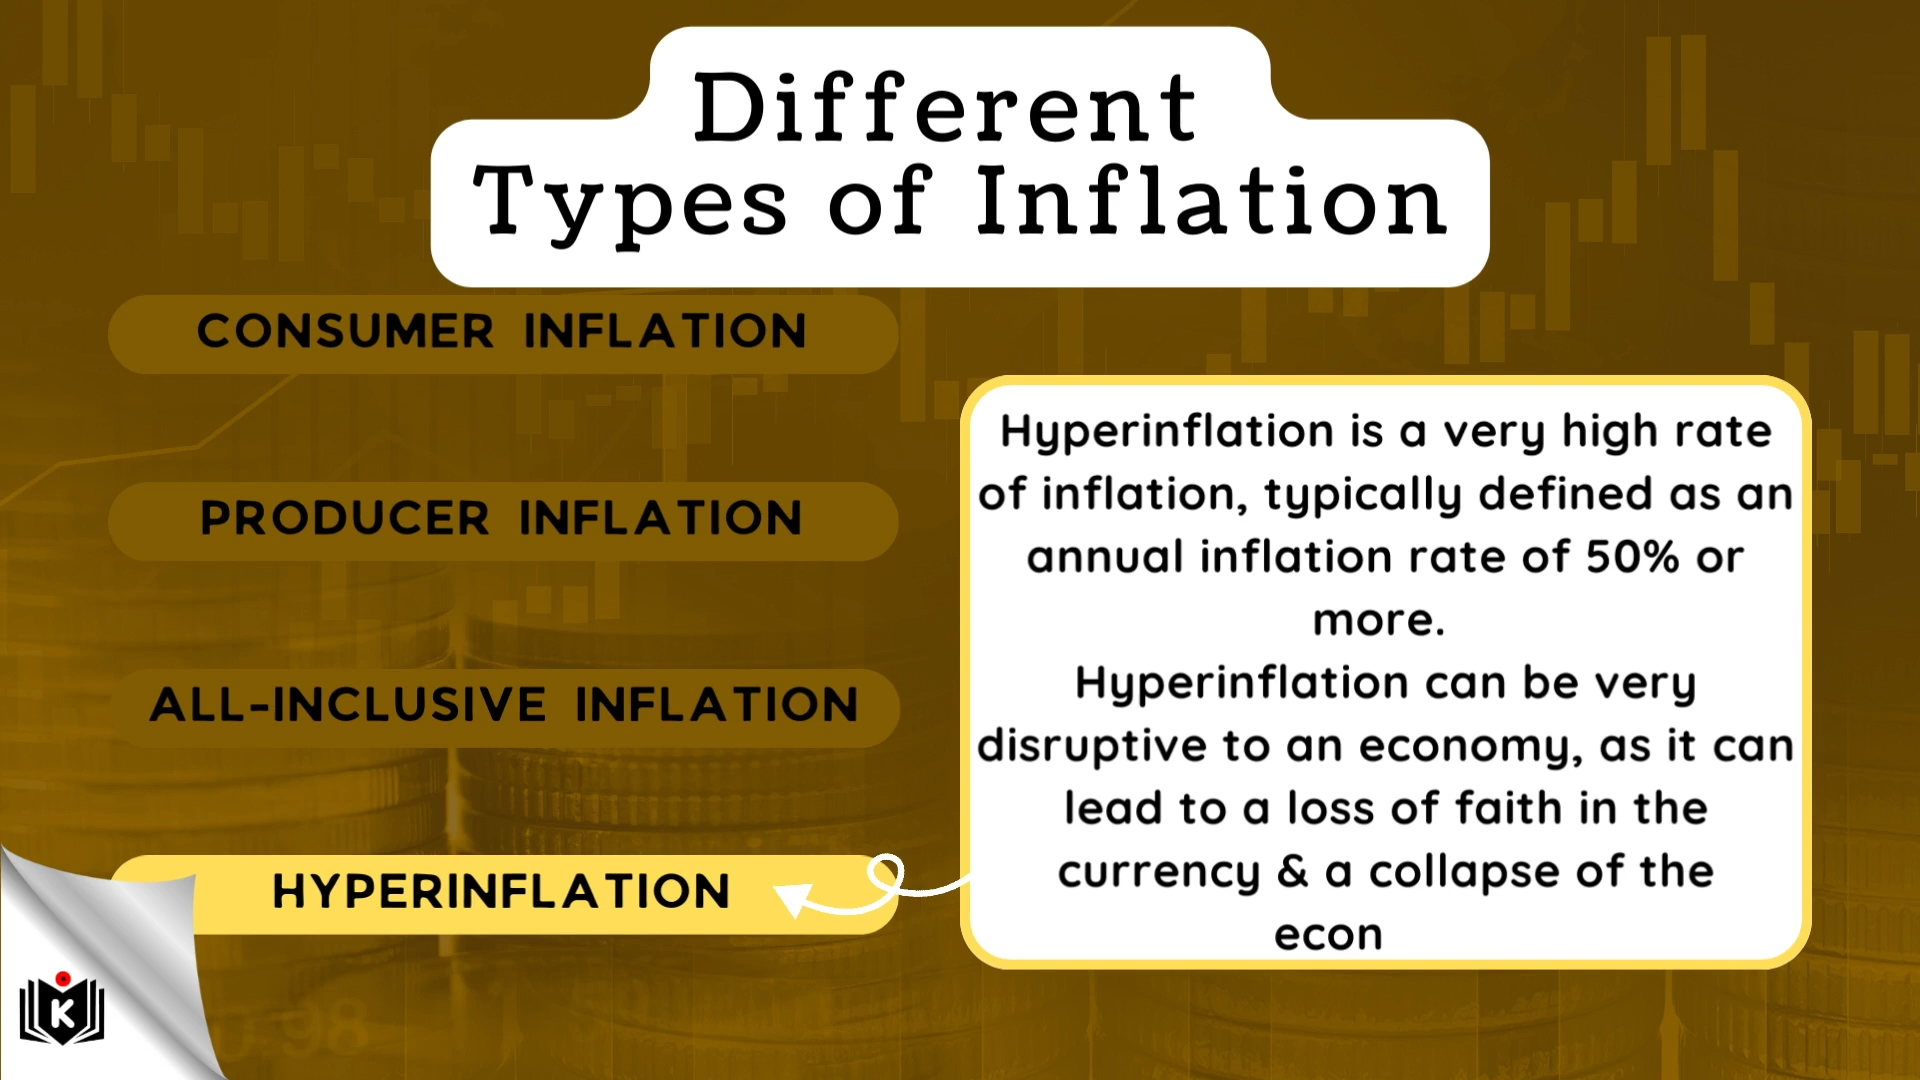 Different
Types of Inflation
CONSUMER INFLATION
PRODUCER INFLATION
ALL-INCLUSIVE INFLATION
HYPERINFLATION
Hyperinflation is a very high rate
of inflation, typically defined as an
annual inflation rate of 50% or
more.
Hyperinflation can be very
disruptive to an economy, as it can
lead to a loss of faith in the
currency & a collapse of the
econ
K
0.98